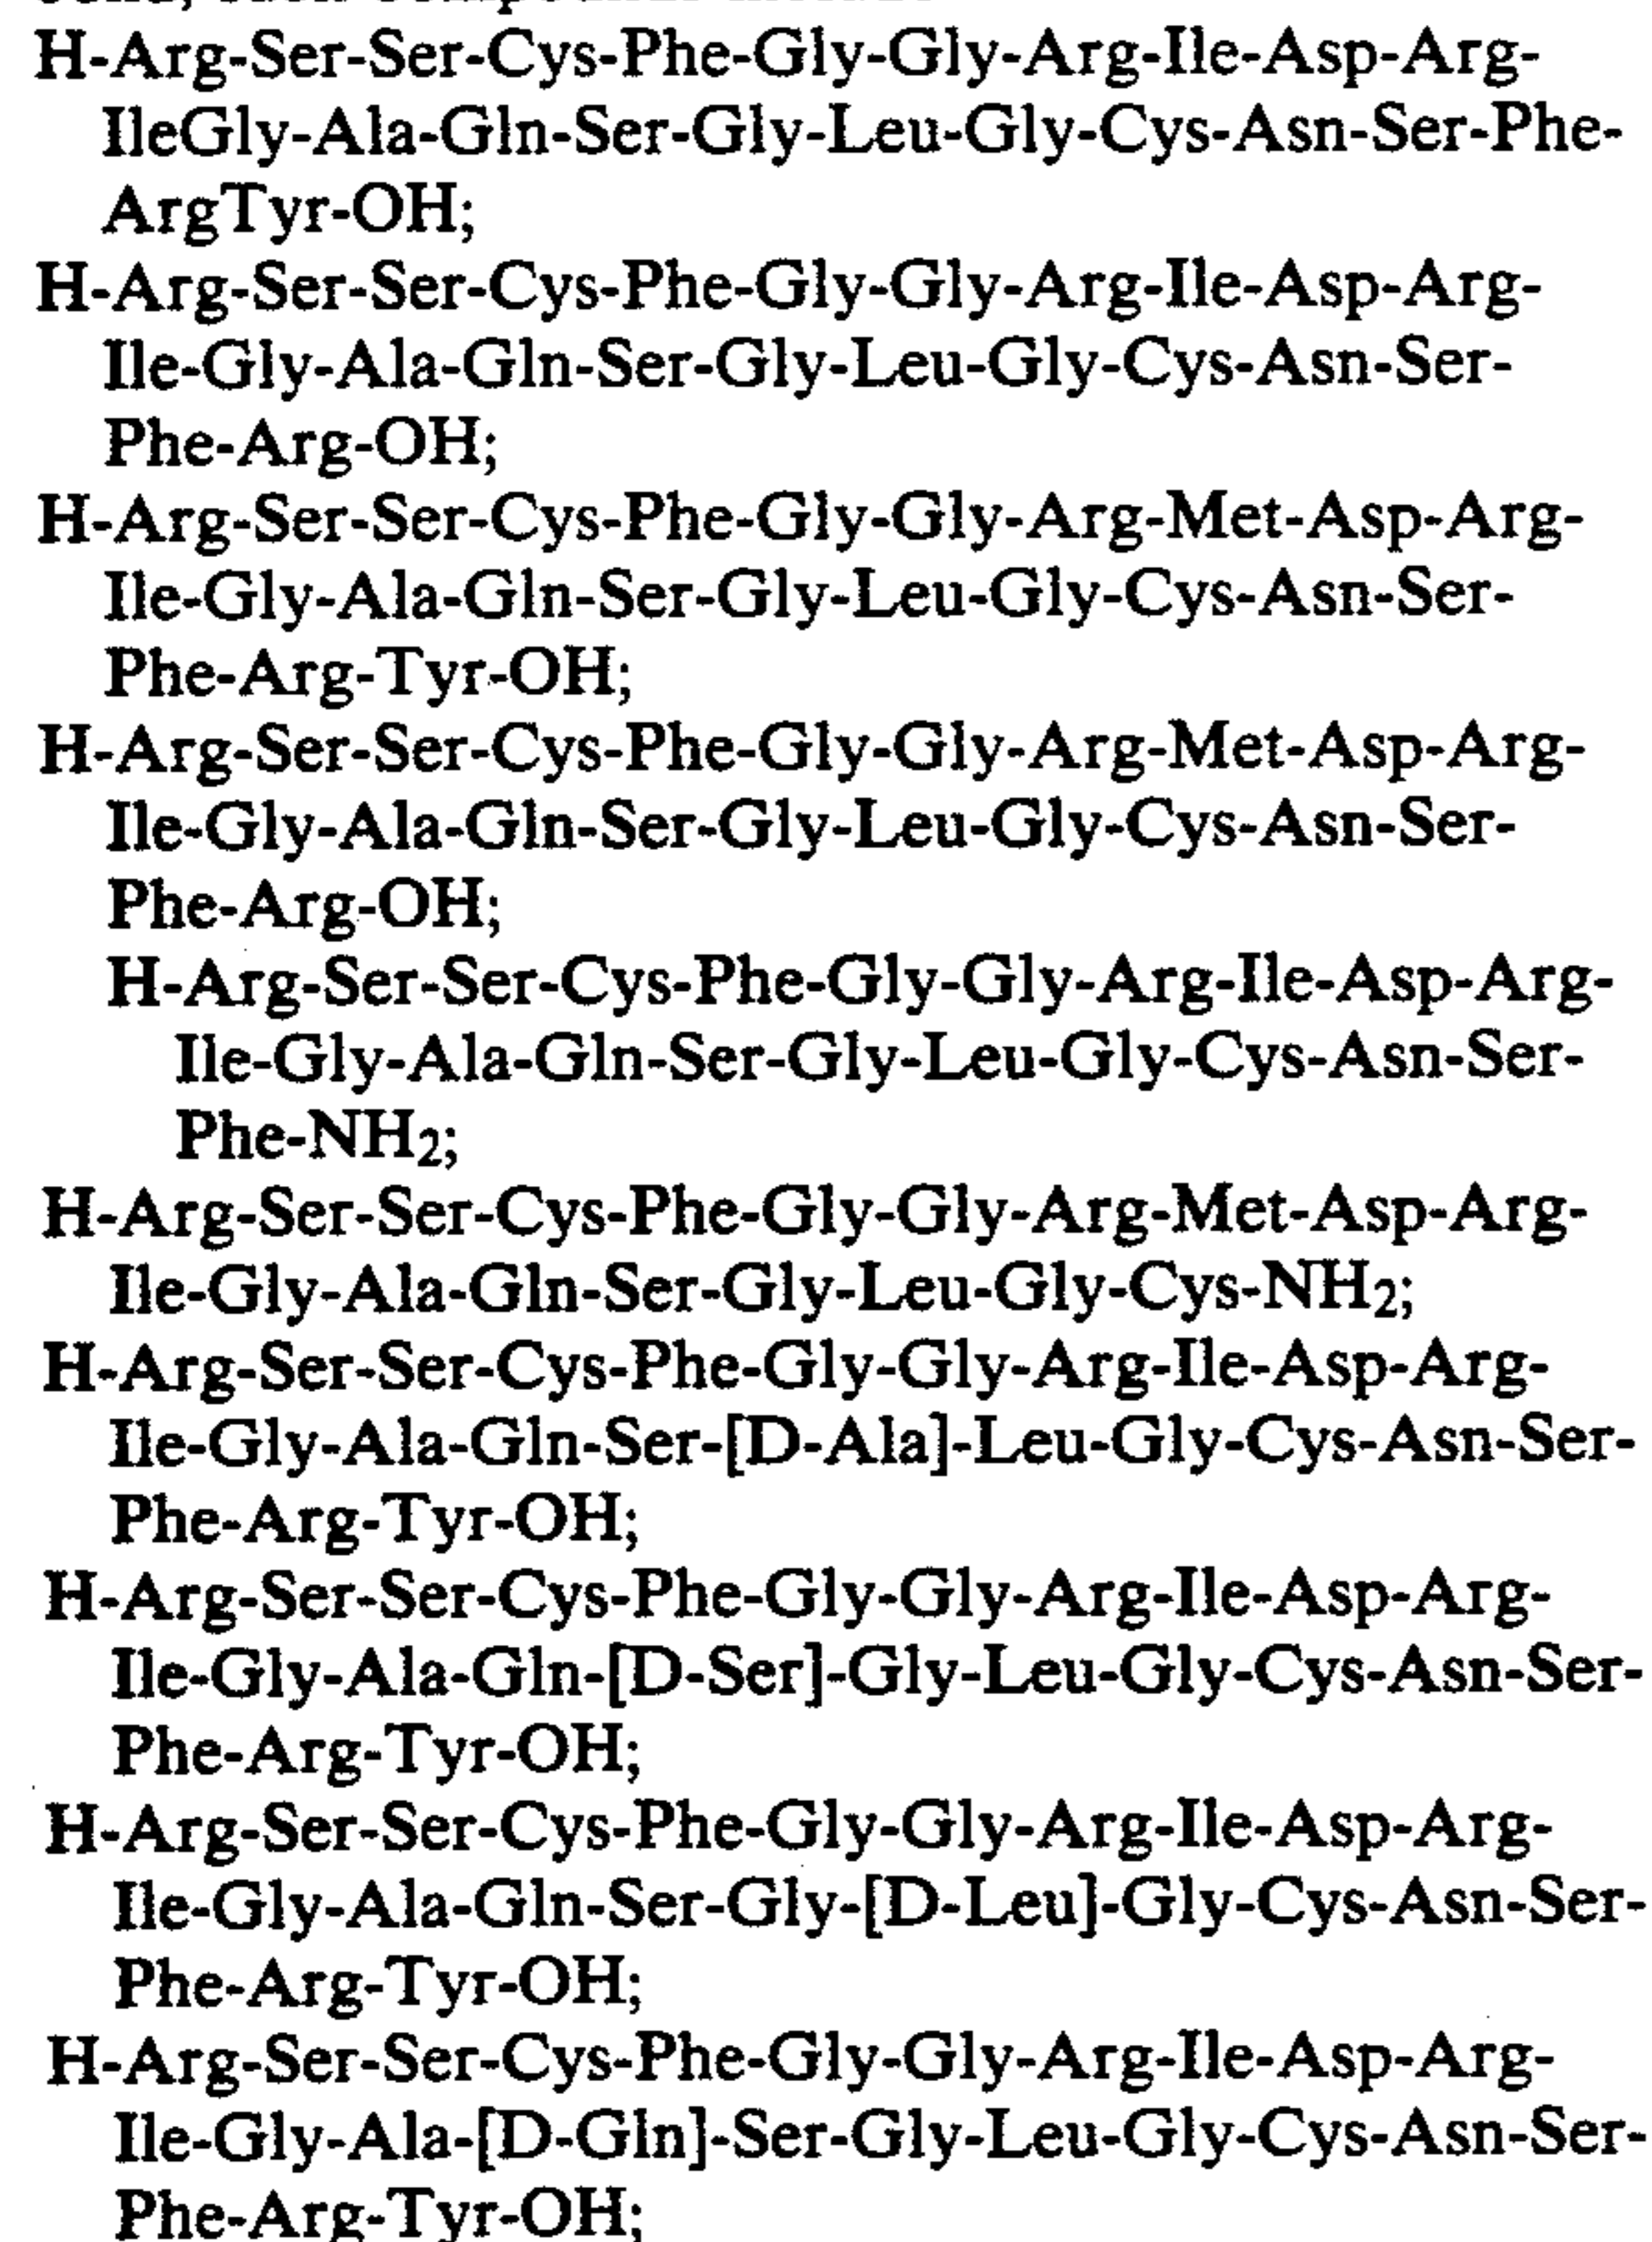 H-Arg-Ser-Ser-Cys-Phe-Gly-Gly-Arg-Ile-Asp-Arg-
IleGly-Ala-Gln-Ser-Gly-Leu-Gly-Cys-Asn-Ser-Phe-
ArgTyr-OH;
H-Arg-Ser-Ser-Cys-Phe-Gly-Gly-Arg-Ile-Asp-Arg-
Ile-Gly-Ala-Gln-Ser-Gly-Leu-Gly-Cys-Asn-Ser-
Phe-Arg-OH;
H-Arg-Ser-Ser-Cys-Phe-Gly-Gly-Arg-Met-Asp-Arg-
Ile-Gly-Ala-Gln-Ser-Gly-Leu-Gly-Cys-Asn-Ser-
Phe-Arg-Tyr-OH;
H-Arg-Ser-Ser-Cys-Phe-Gly-Gly-Arg-Met-Asp-Arg-
Ile-Gly-Ala-Gln-Ser-Gly-Leu-Gly-Cys-Asn-Ser-
Phe-Arg-OH;
H-Arg-Ser-Ser-Cys-Phe-Gly-Gly-Arg-Ile-Asp-Arg-
Ile-Gly-Ala-Gln-Ser-Gly-Leu-Gly-Cys-Asn-Ser-
Phe-NH₂;
H-Arg-Ser-Ser-Cys-Phe-Gly-Gly-Arg-Met-Asp-Arg-
Ile-Gly-Ala-Gln-Ser-Gly-Leu-Gly-Cys-NH₂;
H-Arg-Ser-Ser-Cys-Phe-Gly-Gly-Arg-Ile-Asp-Arg-
Ile-Gly-Ala-Gln-Ser-[D-Ala]-Leu-Gly-Cys-Asn-Ser-
Phe-Arg-Tyr-OH;
H-Arg-Ser-Ser-Cys-Phe-Gly-Gly-Arg-Ile-Asp-Arg-
Ile-Gly-Ala-Gln-[D-Ser]-Gly-Leu-Gly-Cys-Asn-Ser-
Phe-Arg-Tyr-OH;
H-Arg-Ser-Ser-Cys-Phe-Gly-Gly-Arg-Ile-Asp-Arg-
Ile-Gly-Ala-Gln-Ser-Gly-[D-Leu]-Gly-Cys-Asn-Ser-
Phe-Arg-Tyr-OH;
H-Arg-Ser-Ser-Cys-Phe-Gly-Gly-Arg-Ile-Asp-Arg-
Ile-Gly-Ala-[D-Gln]-Ser-Gly-Leu-Gly-Cys-Asn-Ser-
Phe-Arg-Tyr-OH;